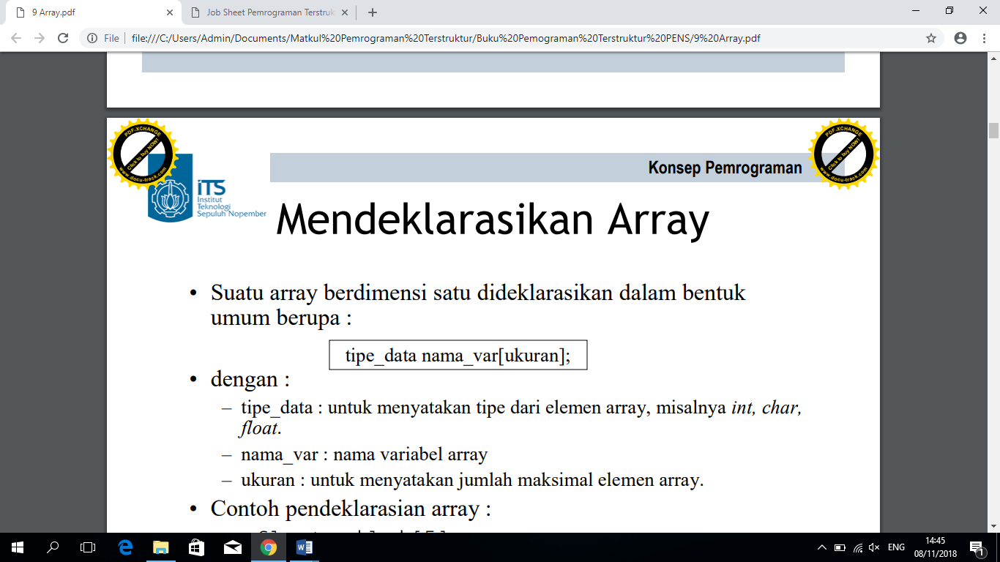 9 Array.pdf
Job Sheet Pemrograman Terstruk
File
file:///C:/Users/Admin/Documents/Matkul%20Pemrograman%20Terstruktur/Buku%20Pemograman%20Terstruktur%20PENS/9%20Array.pdf
PDF-XCHANGE
Click to buy NOW!
www.docu-track.com
PDF-XCHANGE
Click to buy NOW!
www.docu-track.com
Konsep Pemrograman
ITS
Institut
Teknologi
Sepuluh Nopember
Mendeklarasikan Array
• Suatu array berdimensi satu dideklarasikan dalam bentuk
umum berupa :
tipe_data nama_var[ukuran];
• dengan :
– tipe_data : untuk menyatakan tipe dari elemen array, misalnya int, char,
float.
– nama_var : nama variabel array
– ukuran : untuk menyatakan jumlah maksimal elemen array.
• Contoh pendeklarasian array :
ENG
14:45
08/11/2018
1